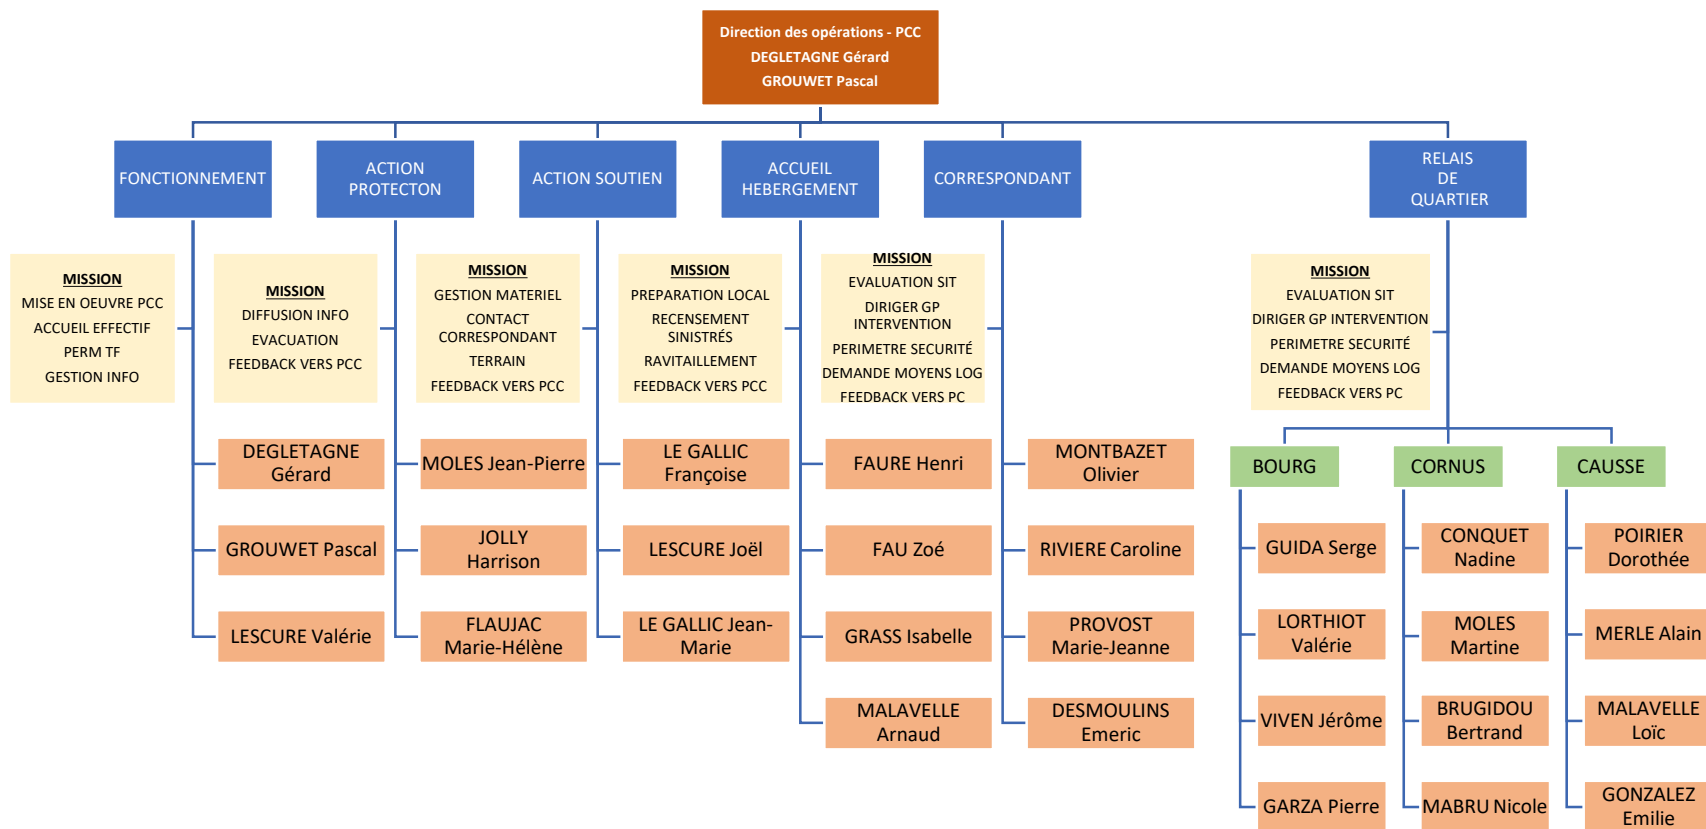 Direction des opérations - PCC
DEGLETAGNE Gérard
GROUWET Pascal
FONCTIONNEMENT
ACTION
PROTECTON
ACTION SOUTIEN
ACCUEIL
HEBERGEMENT
CORRESPONDANT
RELAIS
DE
QUARTIER
MISSION
MISE EN OEUVRE PCC
ACCUEIL EFFECTIF
PERM TF
GESTION INFO
MISSION
DIFFUSION INFO
EVACUATION
FEEDBACK VERS PCC
MISSION
GESTION MATERIEL
CONTACT
CORRESPONDANT
TERRAIN
FEEDBACK VERS PCC
MISSION
PREPARATION LOCAL
RECENSEMENT
SINISTRÉS
RAVITAILLEMENT
FEEDBACK VERS PCC
MISSION
EVALUATION SIT
DIRIGER GP
INTERVENTION
PERIMETRE SECURITÉ
DEMANDE MOYENS LOG
FEEDBACK VERS PC
MISSION
EVALUATION SIT
DIRIGER GP INTERVENTION
PERIMETRE SECURITÉ
DEMANDE MOYENS LOG
FEEDBACK VERS PC
DEGLETAGNE
Gérard
GROUWET Pascal
LESCURE Valérie
MOLES Jean-Pierre
JOLLY
Harrison
FLAUJAC
Marie-Hélène
LE GALLIC
Françoise
LESCURE Joël
LE GALLIC Jean-
Marie
FAURE Henri
FAU Zoé
GRASS Isabelle
MALAVELLE
Arnaud
MONTBAZET
Olivier
RIVIERE Caroline
PROVOST
Marie-Jeanne
DESMOULINS
Emeric
BOURG
GUIDA Serge
LORTHIOT
Valérie
VIVEN Jérôme
GARZA Pierre
CORNUS
CONQUET
Nadine
MOLES
Martine
BRUGIDOU
Bertrand
MABRU Nicole
CAUSSE
POIRIER
Dorothée
MERLE Alain
MALAVELLE
Loïc
GONZALEZ
Emilie